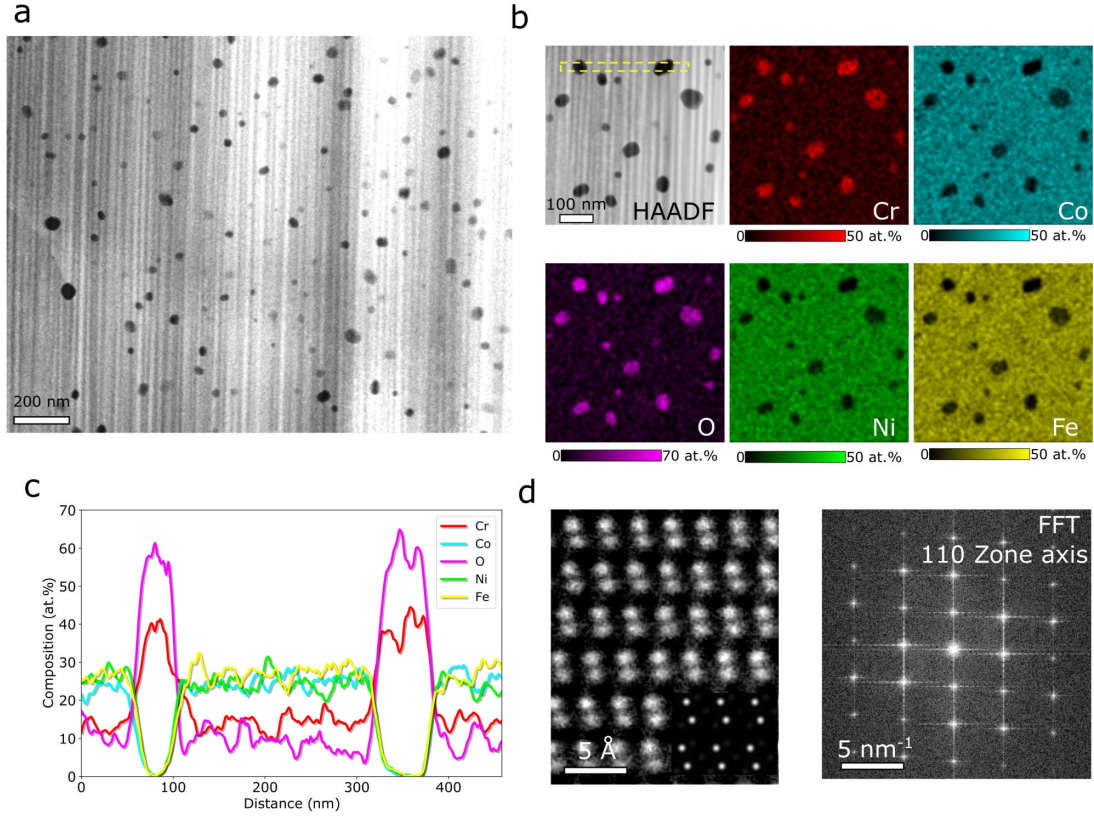 a
200 nm
b
100 nm
HAADF
Cr
0 50 at.%
Co
0 50 at.%
O
0 70 at.%
Ni
0 50 at.%
Fe
0 50 at.%
c
Composition (at.%)
70
60
50
40
30
20
10
0
0 100 200 300 400
Distance (nm)
Cr
Co
O
Ni
Fe
d
5 Å
FFT
110 Zone axis
5 nm⁻¹